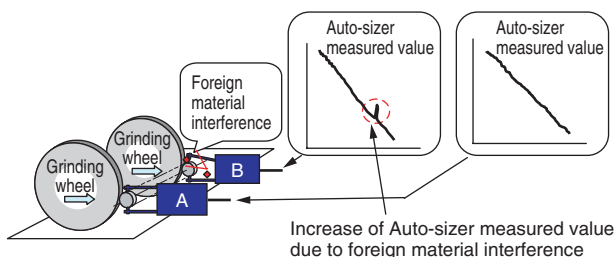 Auto-sizer
measured value
Auto-sizer
measured value
Foreign
material
interference
Grinding
wheel
Grinding
wheel
B
A
Increase of Auto-sizer measured value
due to foreign material interference